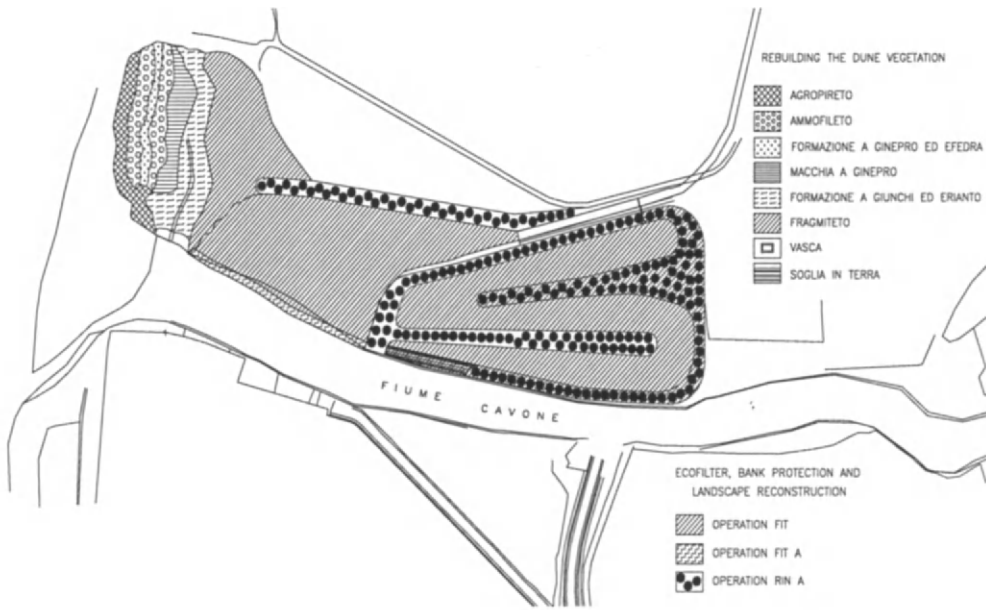 REBUILDING THE DUNE VEGETATION
AGROPIRETO
AMMOFILETO
FORMAZIONE A GINEPRO ED EFEDRA
MACCHIA A GINEPRO
FORMAZIONE A GIUNCHI ED ERIANTO
FRAGMITETO
VASCA
SOGLIA IN TERRA
FIUME CAVONE
ECOFILTER, BANK PROTECTION AND
LANDSCAPE RECONSTRUCTION
OPERATION FIT
OPERATION FIT A
OPERATION RIN A